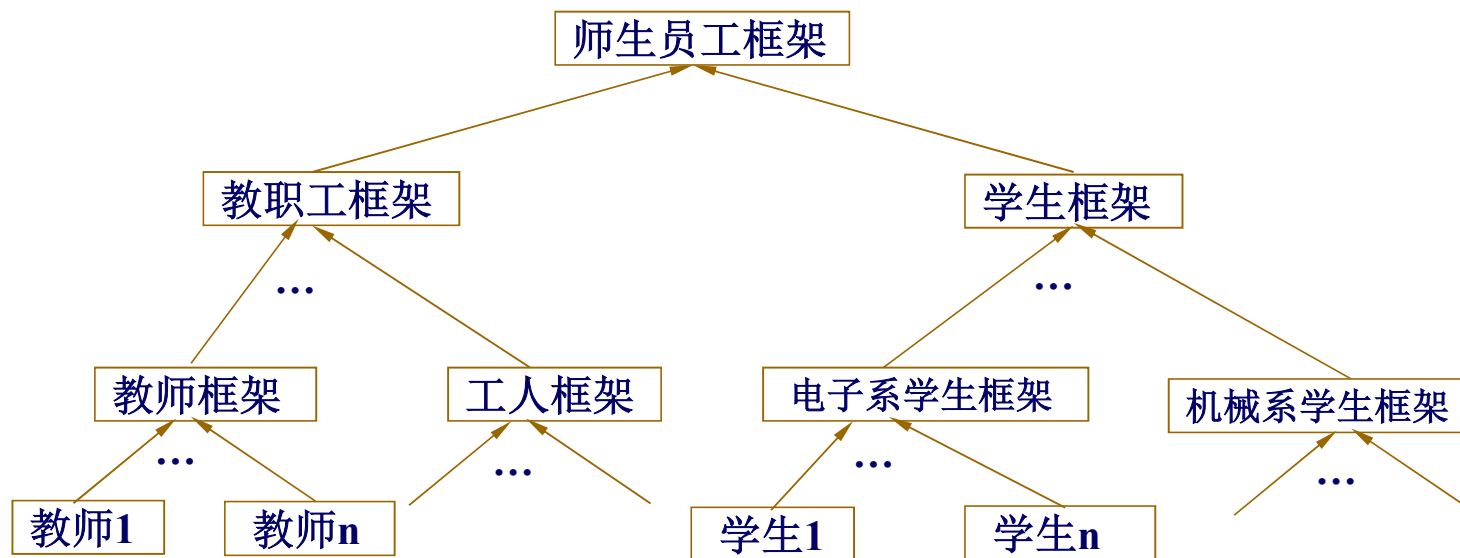 师生员工框架
教职工框架
学生框架
...
...
教师框架
工人框架
电子系学生框架
机械系学生框架
...
...
...
...
教师1
教师n
学生1
学生n